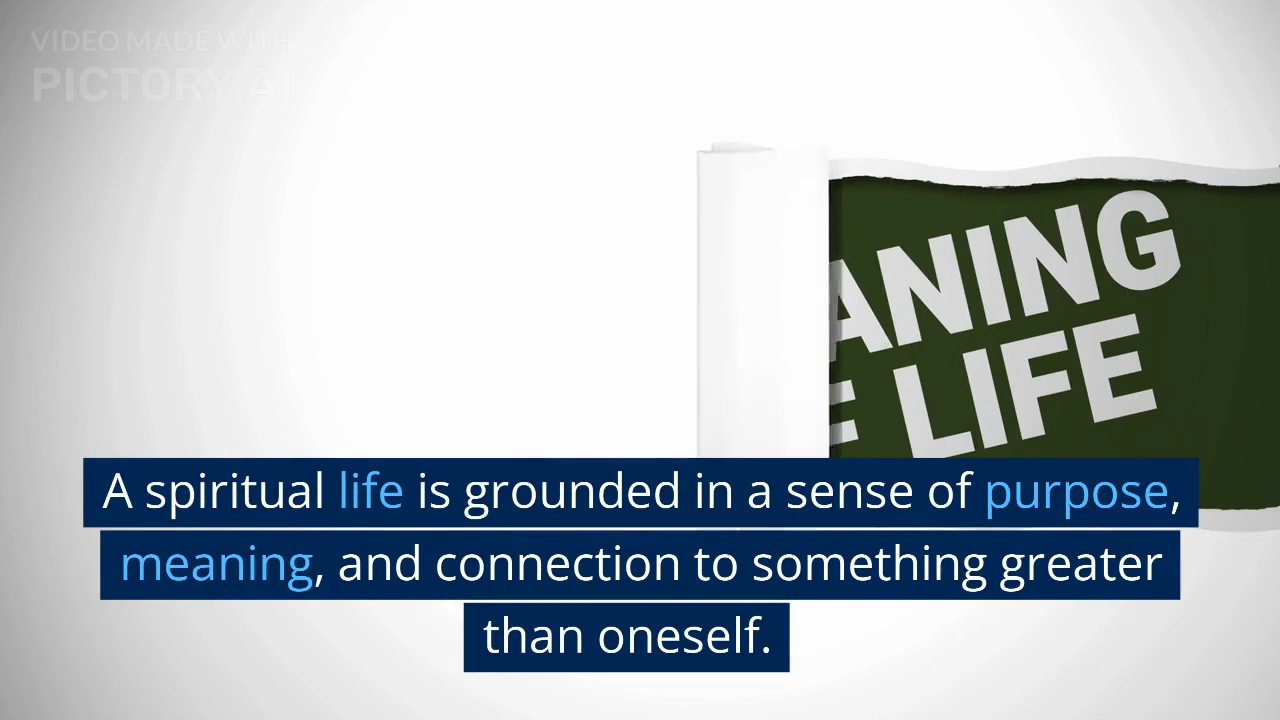 VIDEO MADE WITH
PICTORY.AI
ANING
F LIFE
A spiritual life is grounded in a sense of purpose,
meaning, and connection to something greater
than oneself.